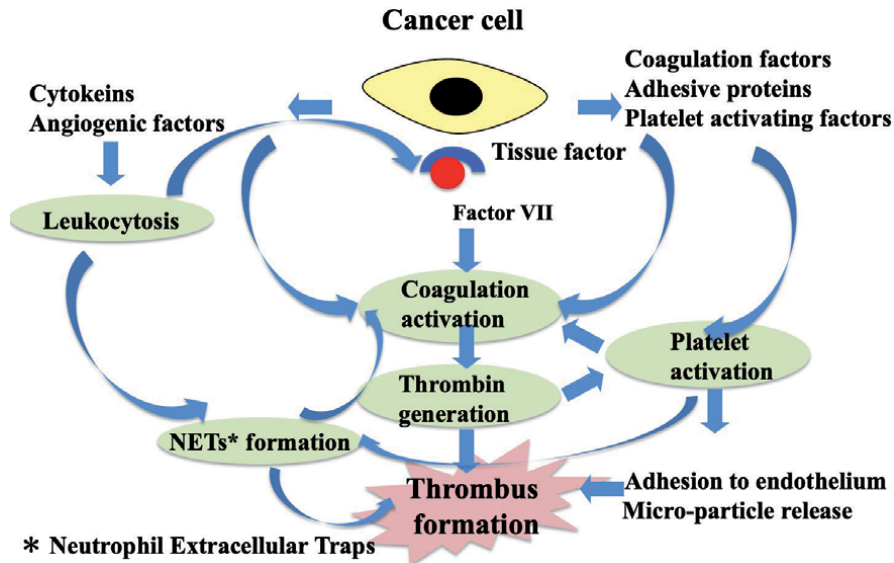 Cancer cell
Cytokeins
Angiogenic factors
Coagulation factors
Adhesive proteins
Platelet activating factors
Tissue factor
Leukocytosis
Factor VII
Coagulation
activation
Platelet
activation
Thrombin
generation
NETs* formation
Thrombus
formation
Adhesion to endothelium
Micro-particle release
* Neutrophil Extracellular Traps